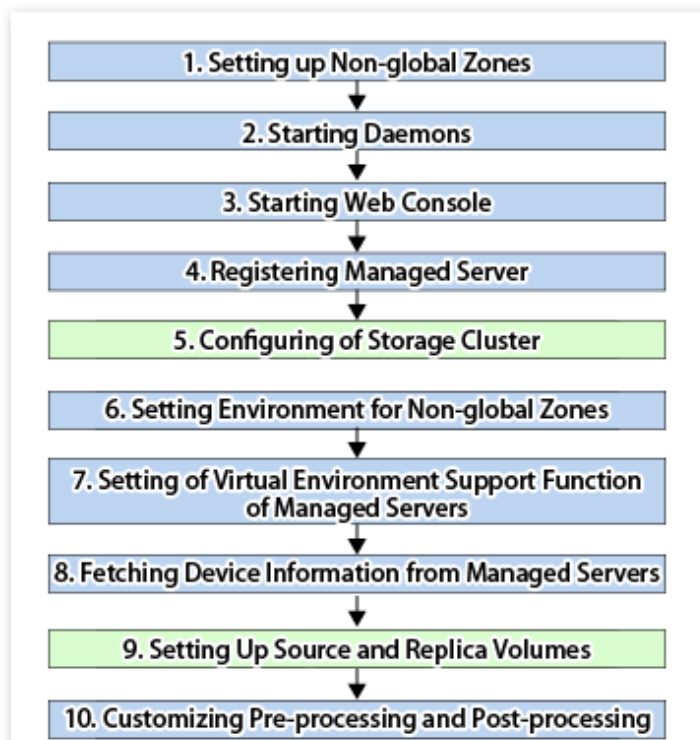 1. Setting up Non-global Zones
2. Starting Daemons
3. Starting Web Console
4. Registering Managed Server
5. Configuring of Storage Cluster
6. Setting Environment for Non-global Zones
7. Setting of Virtual Environment Support Function
of Managed Servers
8. Fetching Device Information from Managed Servers
9. Setting Up Source and Replica Volumes
10. Customizing Pre-processing and Post-processing